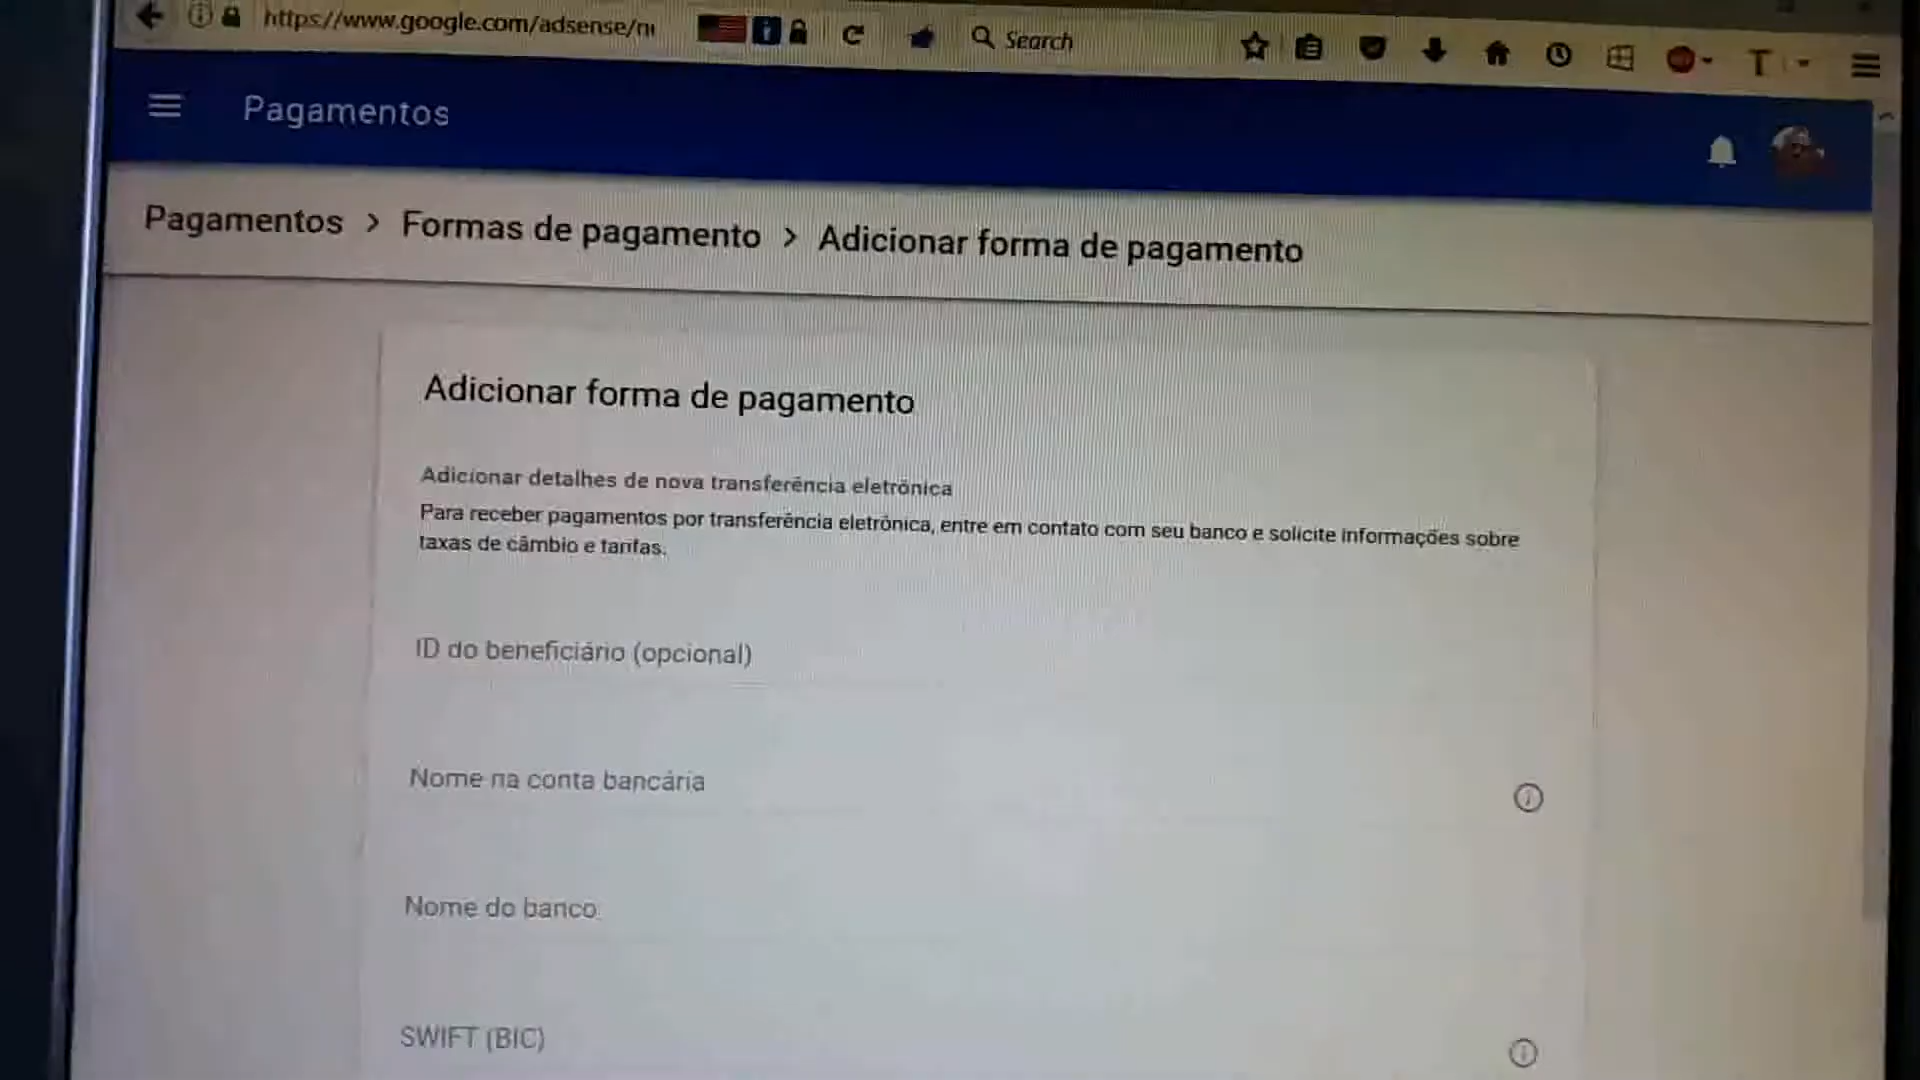 https://www.google.com/adsense/n
Search
Pagamentos
Pagamentos > Formas de pagamento > Adicionar forma de pagamento
Adicionar forma de pagamento
Adicionar detalhes de nova transferência eletrônica
Para receber pagamentos por transferência eletrônica, entre em contato com seu banco e solicite informações sobre
taxas de câmbio e tarifas.
ID do beneficiário (opcional)
Nome na conta bancária
Nome do banco
SWIFT (BIC)